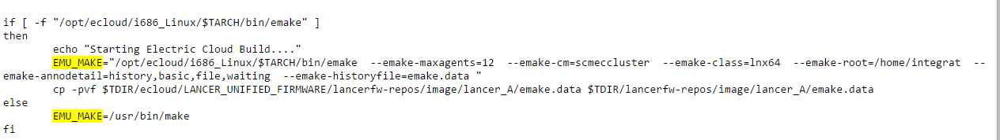 if [ -f "/opt/ecloud/i686_Linux/$TARCH/bin/emake" ]
then
echo "Starting Electric Cloud Build...."
EMU_MAKE="/opt/ecloud/i686_Linux/$TARCH/bin/emake  --emake-maxagents=12  --emake-cm=scmeccluster  --emake-class=lnx64  --emake-root=/home/integrat  --
emake-annodetail=history,basic,file,waiting  --emake-historyfile=emake.data "
cp -pvf $TDIR/ecloud/LANCER_UNIFIED_FIRMWARE/lancerfw-repos/image/lancer_A/emake.data $TDIR/lancerfw-repos/image/lancer_A/emake.data
else
EMU_MAKE=/usr/bin/make
fi